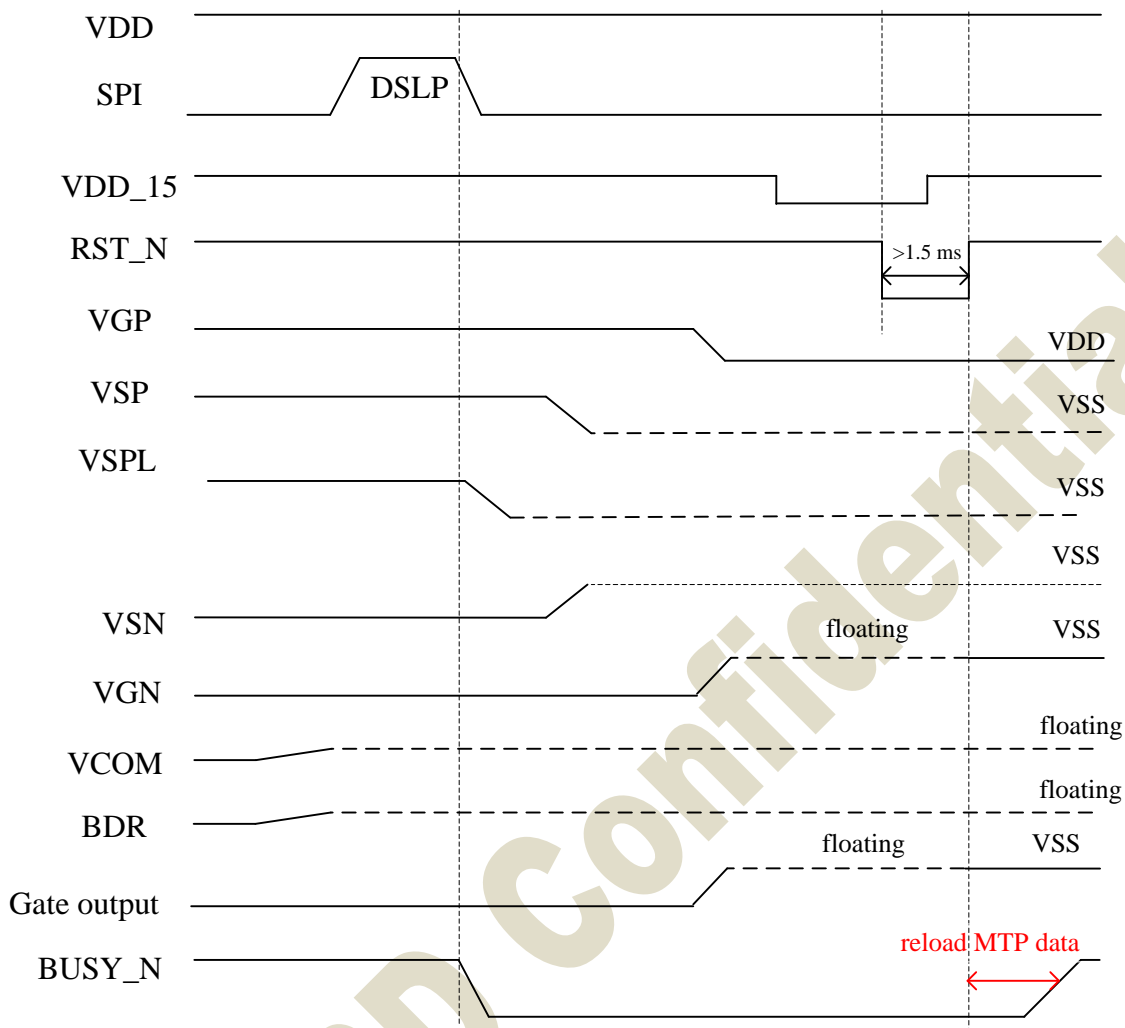 VDD
SPI
DSLP
VDD_15
RST_N
>1.5 ms
VGP
VDD
VSP
VSS
VSPL
VSS
VSS
VSN
floating
VSS
VGN
floating
VCOM
floating
BDR
floating
VSS
Gate output
reload MTP data
BUSY_N
Confidential